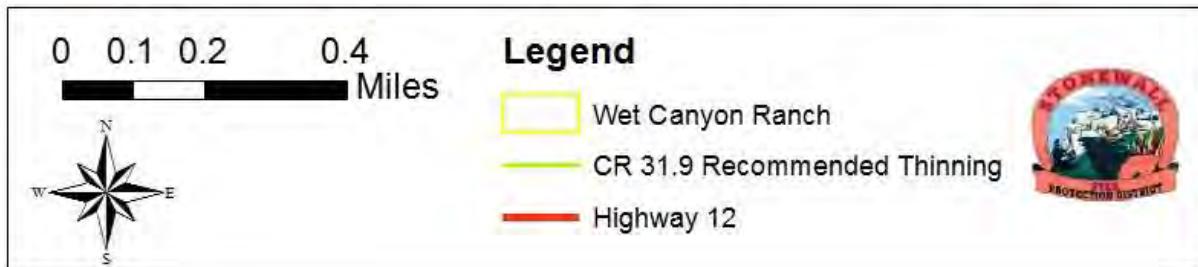 0 0.1 0.2 0.4
Miles
N
W E
S
Legend
Wet Canyon Ranch
CR 31.9 Recommended Thinning
Highway 12
STONEWALL
FIRE
PROTECTION DISTRICT